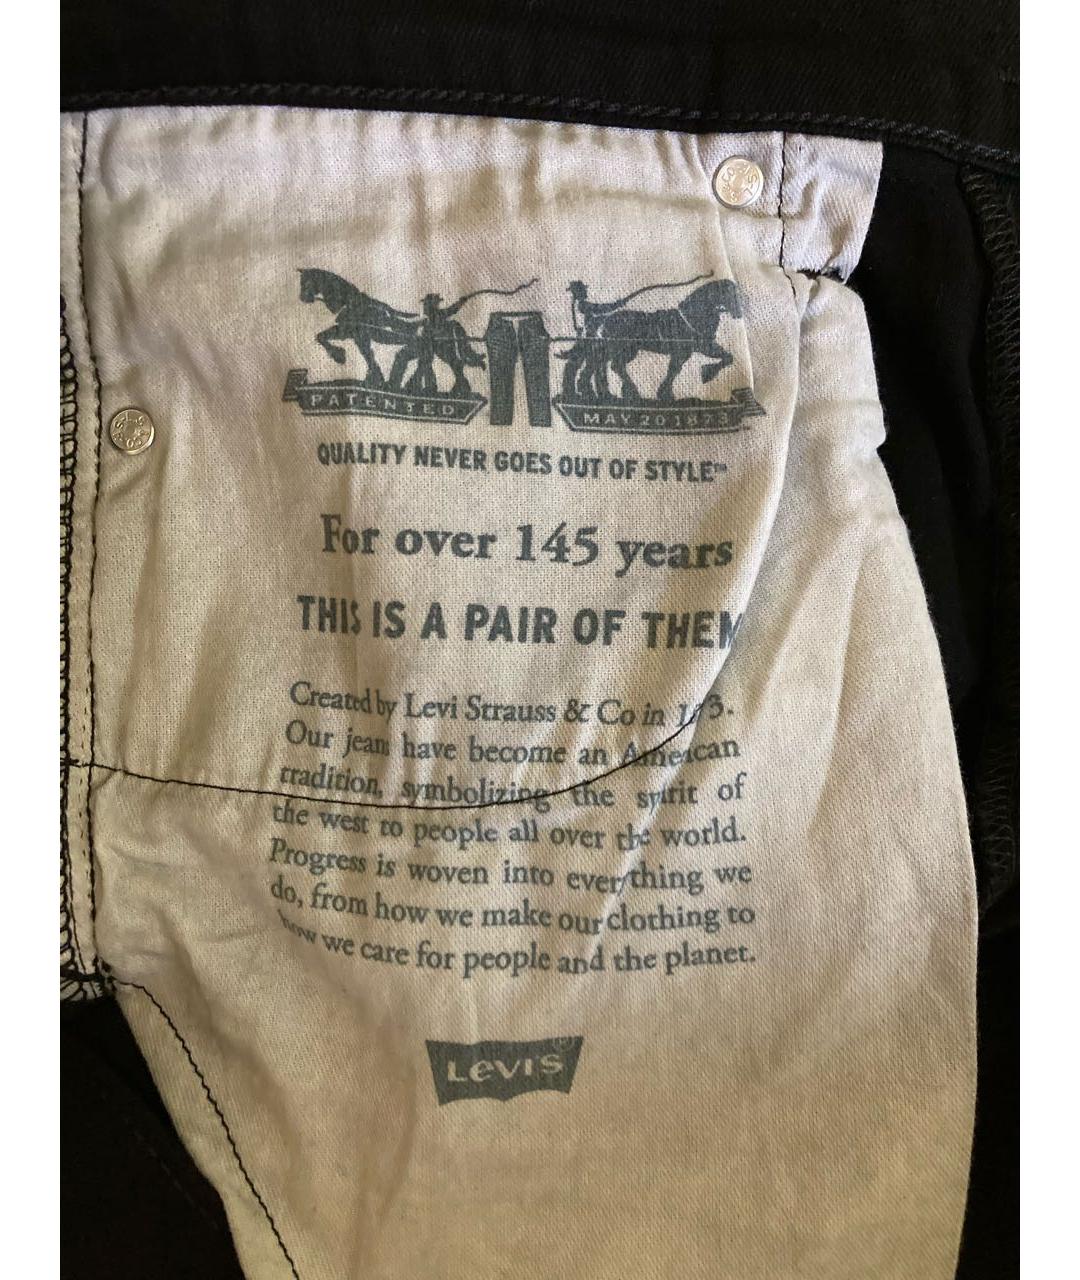 PATENTED
MAY 20 1873
QUALITY NEVER GOES OUT OF STYLE™
For over 145 years
THIS IS A PAIR OF THEM
Created by Levi Strauss & Co in
Our jeans have become an American
tradition, symbolizing the spirit of
the west to people all over the world.
Progress is woven into everything we
do, from how we make our clothing to
how we care for people and the planet.
Levi's®